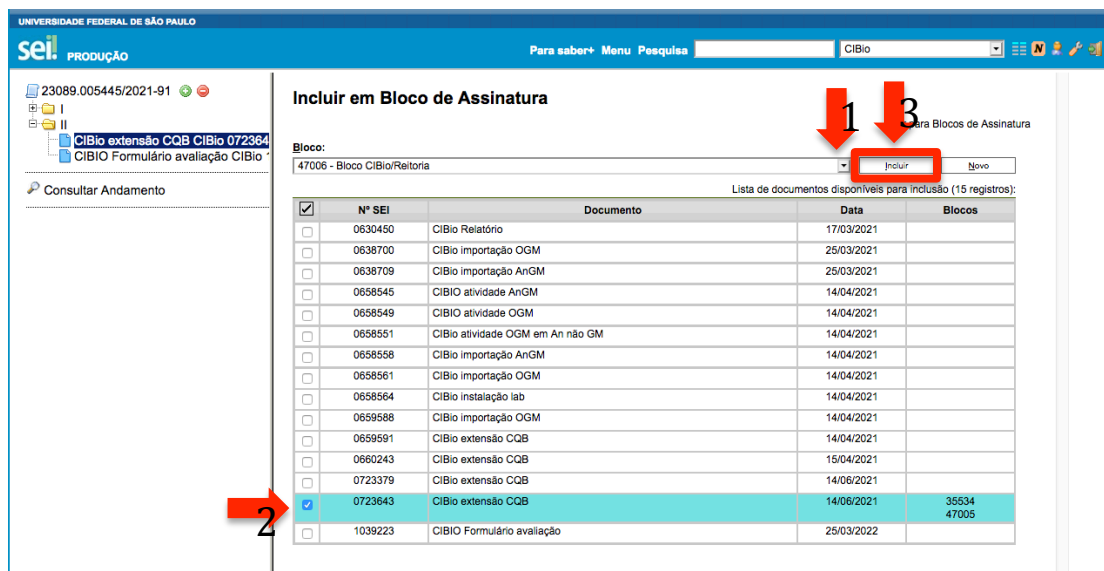 UNIVERSIDADE FEDERAL DE SÃO PAULO
sei! PRODUÇÃO
Para saber+ Menu Pesquisa CIBio
N
23089.005445/2021-91
I
II
CIBio extensão CQB CIBio 072364
CIBIO Formulário avaliação CIBio
Consultar Andamento
Incluir em Bloco de Assinatura
1 3
para Blocos de Assinatura
Bloco:
47006 - Bloco CIBio/Reitoria Incluir Novo
Lista de documentos disponíveis para inclusão (15 registros):
Nº SEI Documento Data Blocos
0630450 CIBio Relatório 17/03/2021
0638700 CIBio importação OGM 25/03/2021
0638709 CIBio importação AnGM 25/03/2021
0658545 CIBIO atividade AnGM 14/04/2021
0658549 CIBIO atividade OGM 14/04/2021
0658551 CIBio atividade OGM em An não GM 14/04/2021
0658558 CIBio importação AnGM 14/04/2021
0658561 CIBio importação OGM 14/04/2021
0658564 CIBio instalação lab 14/04/2021
0659588 CIBio importação OGM 14/04/2021
0659591 CIBio extensão CQB 14/04/2021
0660243 CIBio extensão CQB 15/04/2021
0723379 CIBio extensão CQB 14/06/2021
2 0723643 CIBio extensão CQB 14/06/2021 35534
47005
1039223 CIBIO Formulário avaliação 25/03/2022